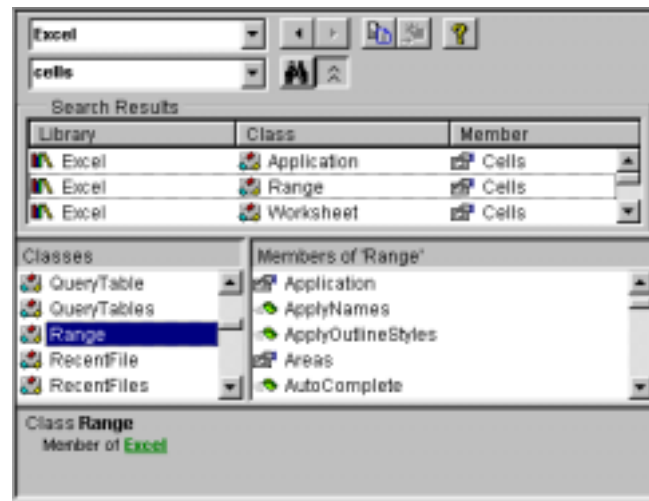 Excel
cells
Search Results
Library Class Member
Excel Application Cells
Excel Range Cells
Excel Worksheet Cells
Classes
QueryTable
QueryTables
Range
RecentFile
RecentFiles
Members of 'Range'
Application
ApplyNames
ApplyOutlineStyles
Areas
AutoComplete
Class Range
Member of Excel